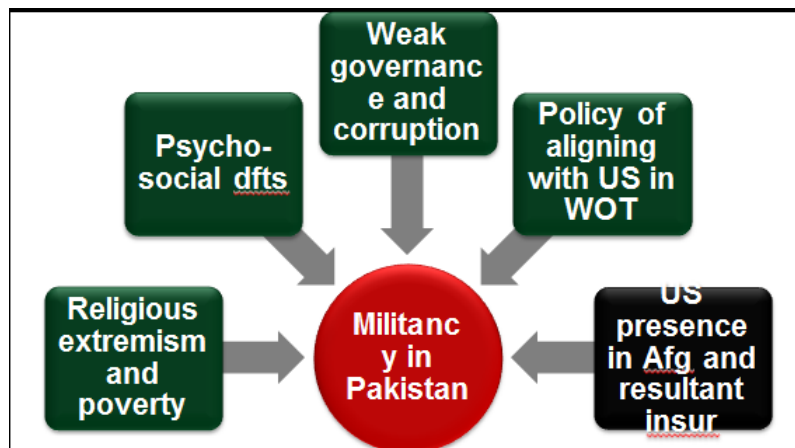 Weak
governanc
e and
corruption
Psycho-
social dfts
Policy of
aligning
with US in
WOT
Religious
extremism
and
poverty
Militanc
y in
Pakistan
US
presence
in Afg and
resultant
insur